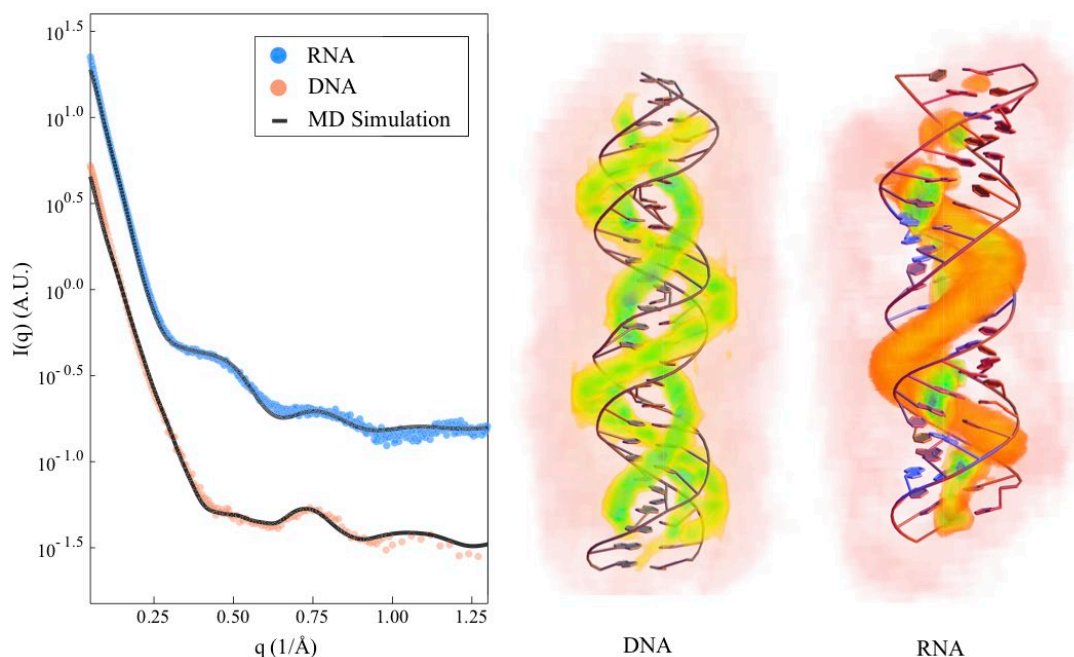 10^1.5
10^1.0
10^0.5
10^0.0
10^-0.5
10^-1.0
10^-1.5
I(q) (A.U.)
RNA
DNA
MD Simulation
0.25 0.50 0.75 1.00 1.25
q (1/Å)
DNA RNA